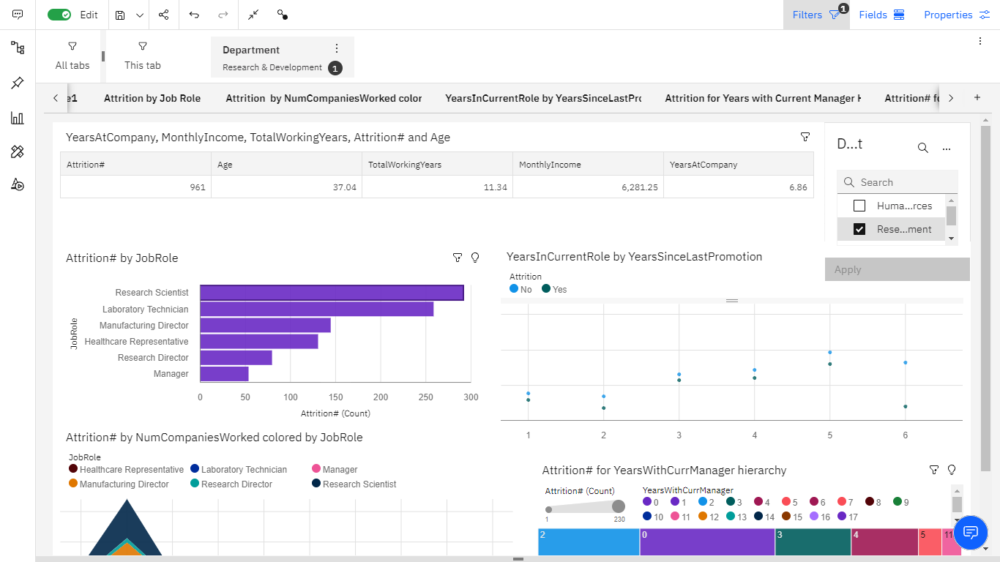 Edit
Filters 1 Fields Properties
All tabs This tab
Department
Research & Development 1
e1 Attrition by Job Role Attrition by NumCompaniesWorked color YearsInCurrentRole by YearsSinceLastPro Attrition for Years with Current Manager H Attrition# fo
YearsAtCompany, MonthlyIncome, TotalWorkingYears, Attrition# and Age
Attrition# Age TotalWorkingYears MonthlyIncome YearsAtCompany
961 37.04 11.34 6,281.25 6.86
D...t
Search
Huma...rces
Rese...ment
Apply
Attrition# by JobRole
JobRole
Research Scientist
Laboratory Technician
Manufacturing Director
Healthcare Representative
Research Director
Manager
0 50 100 150 200 250 300
Attrition# (Count)
YearsInCurrentRole by YearsSinceLastPromotion
Attrition
No Yes
1 2 3 4 5 6
Attrition# by NumCompaniesWorked colored by JobRole
JobRole
Healthcare Representative Laboratory Technician Manager
Manufacturing Director Research Director Research Scientist
Attrition# for YearsWithCurrManager hierarchy
Attrition# (Count)
1 230
YearsWithCurrManager
0 1 2 3 4 5 6 7 8 9
10 11 12 13 14 15 16 17
2 0 3 4 5 11